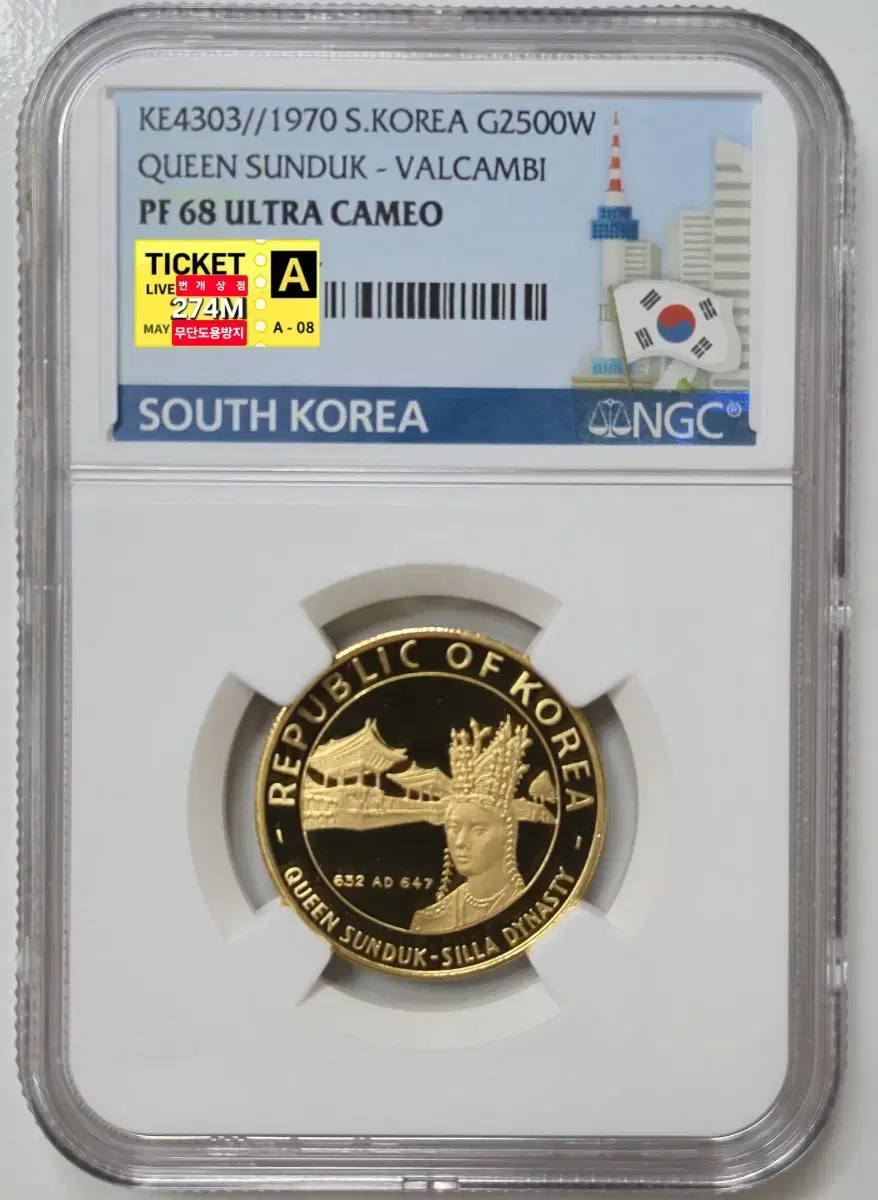 KE4303//1970 S.KOREA G2500W
QUEEN SUNDUK - VALCAMBI
PF 68 ULTRA CAMEO
TICKET
A
LIVE
번개상점
274M
MAY
무단도용방지
A - 08
SOUTH KOREA
NGC®
REPUBLIC OF KOREA
632 AD 647
QUEEN SUNDUK-SILLA DYNASTY